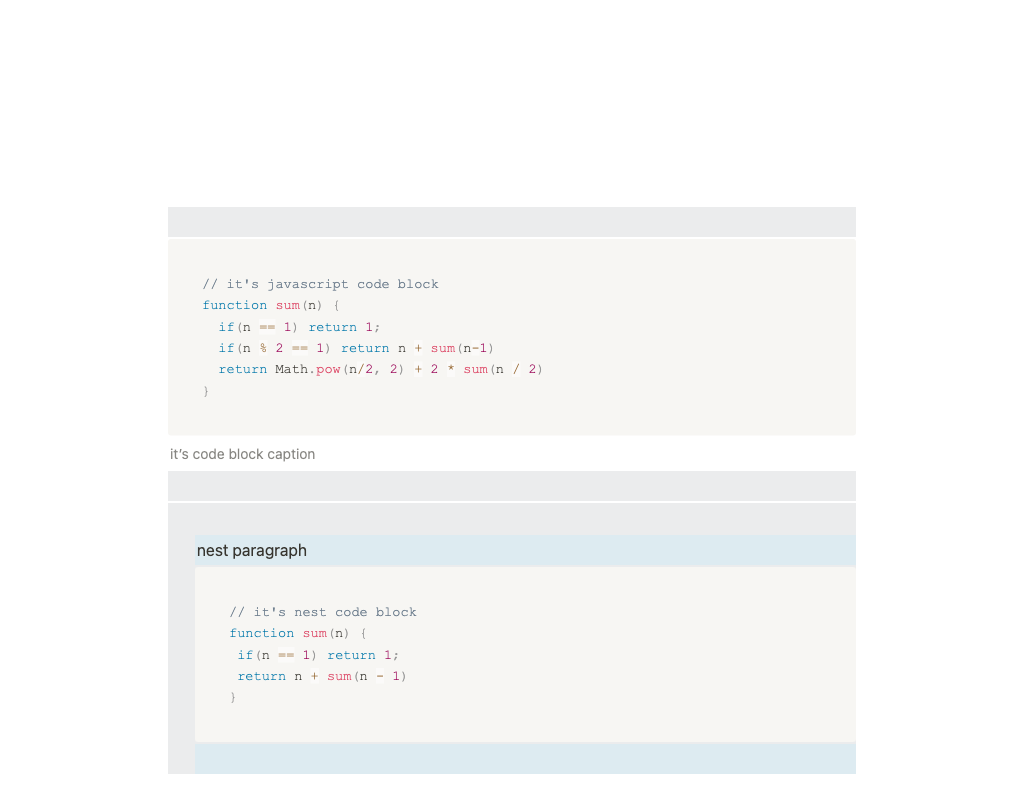 // it's javascript code block
function sum(n) {
  if(n == 1) return 1;
  if(n % 2 == 1) return n + sum(n-1)
  return Math.pow(n/2, 2) + 2 * sum(n / 2)
}
it's code block caption
nest paragraph
// it's nest code block
function sum(n) {
 if(n == 1) return 1;
 return n + sum(n - 1)
}